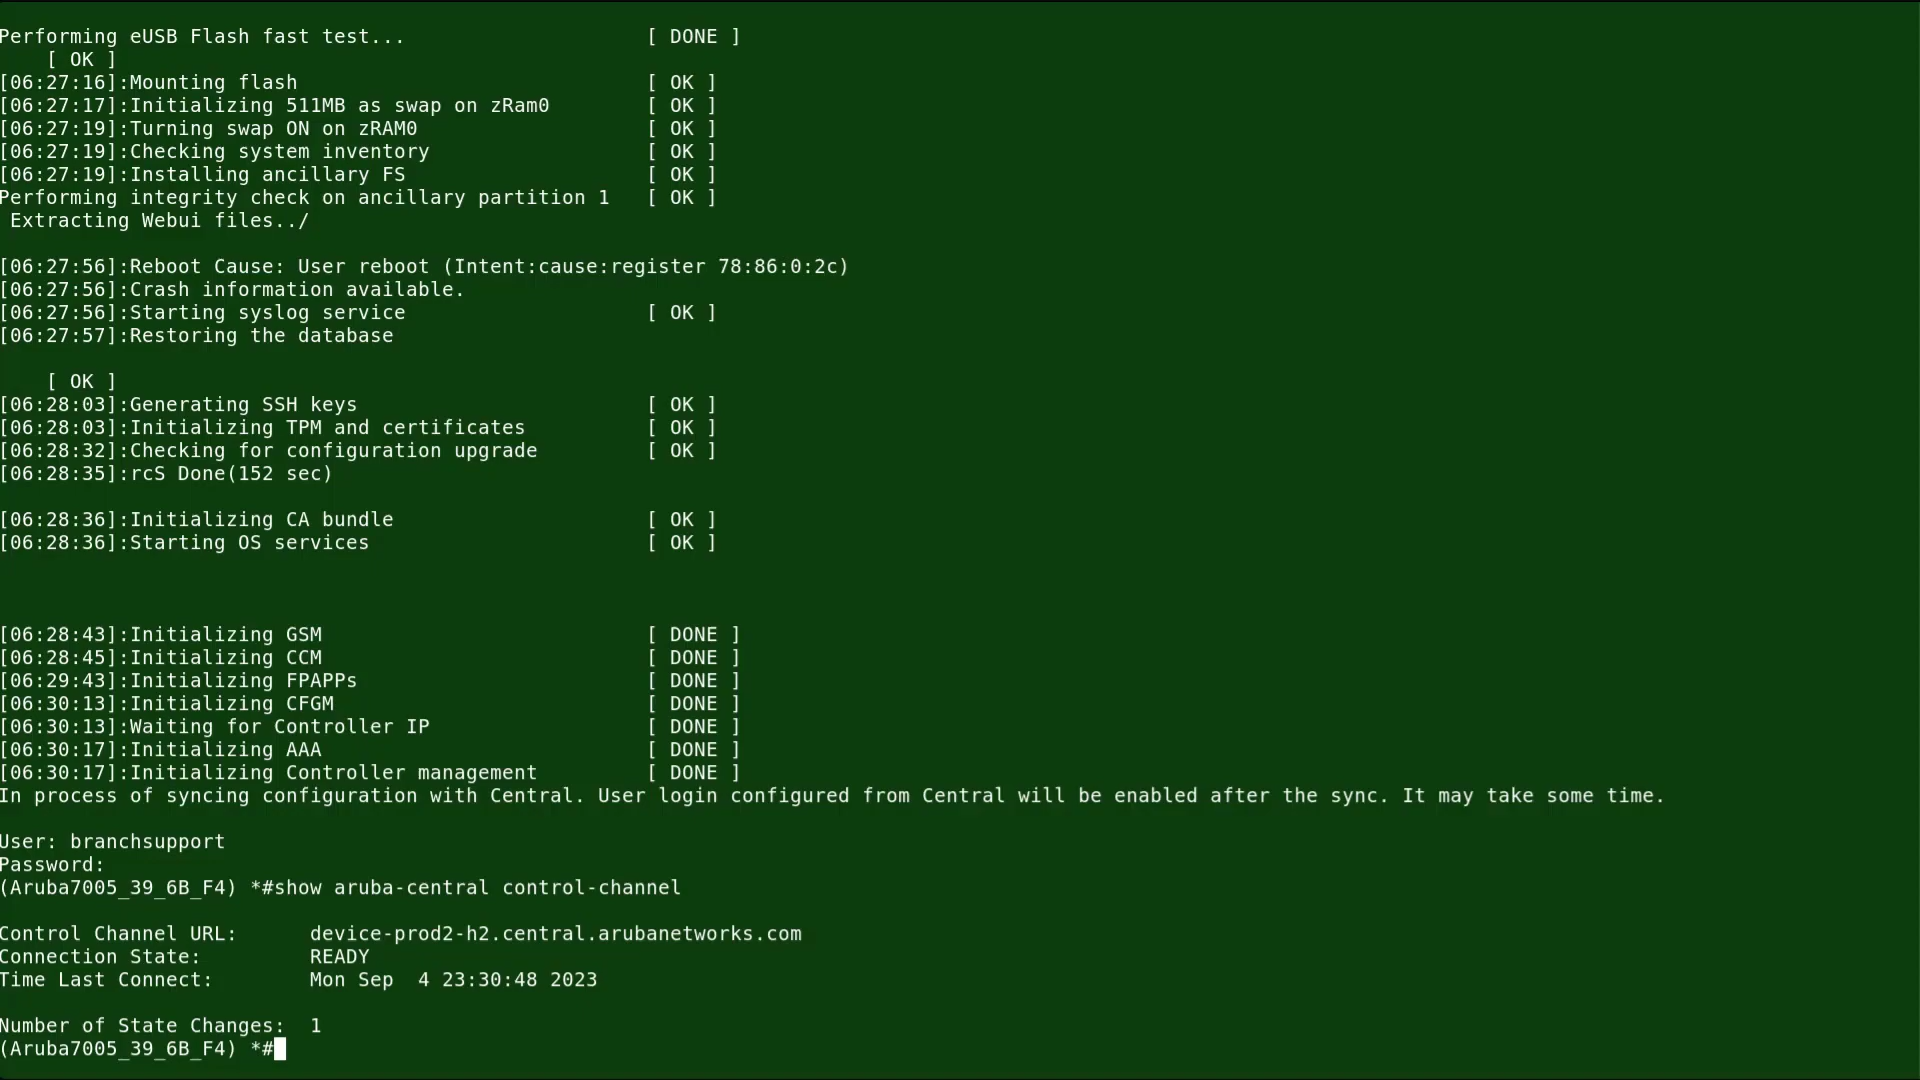 Performing eUSB Flash fast test...                    [ DONE ]
    [ OK ]
[06:27:16]:Mounting flash                             [ OK ]
[06:27:17]:Initializing 511MB as swap on zRam0        [ OK ]
[06:27:19]:Turning swap ON on zRAM0                   [ OK ]
[06:27:19]:Checking system inventory                  [ OK ]
[06:27:19]:Installing ancillary FS                    [ OK ]
Performing integrity check on ancillary partition 1   [ OK ]
 Extracting Webui files../
[06:27:56]:Reboot Cause: User reboot (Intent:cause:register 78:86:0:2c)
[06:27:56]:Crash information available.
[06:27:56]:Starting syslog service                    [ OK ]
[06:27:57]:Restoring the database
    [ OK ]
[06:28:03]:Generating SSH keys                        [ OK ]
[06:28:03]:Initializing TPM and certificates          [ OK ]
[06:28:32]:Checking for configuration upgrade         [ OK ]
[06:28:35]:rcS Done(152 sec)
[06:28:36]:Initializing CA bundle                     [ OK ]
[06:28:36]:Starting OS services                       [ OK ]
[06:28:43]:Initializing GSM                           [ DONE ]
[06:28:45]:Initializing CCM                           [ DONE ]
[06:29:43]:Initializing FPAPPs                        [ DONE ]
[06:30:13]:Initializing CFGM                          [ DONE ]
[06:30:13]:Waiting for Controller IP                  [ DONE ]
[06:30:17]:Initializing AAA                           [ DONE ]
[06:30:17]:Initializing Controller management         [ DONE ]
In process of syncing configuration with Central. User login configured from Central will be enabled after the sync. It may take some time.
User: branchsupport
Password:
(Aruba7005_39_6B_F4) *#show aruba-central control-channel
Control Channel URL:      device-prod2-h2.central.arubanetworks.com
Connection State:         READY
Time Last Connect:        Mon Sep  4 23:30:48 2023
Number of State Changes:  1
(Aruba7005_39_6B_F4) *#